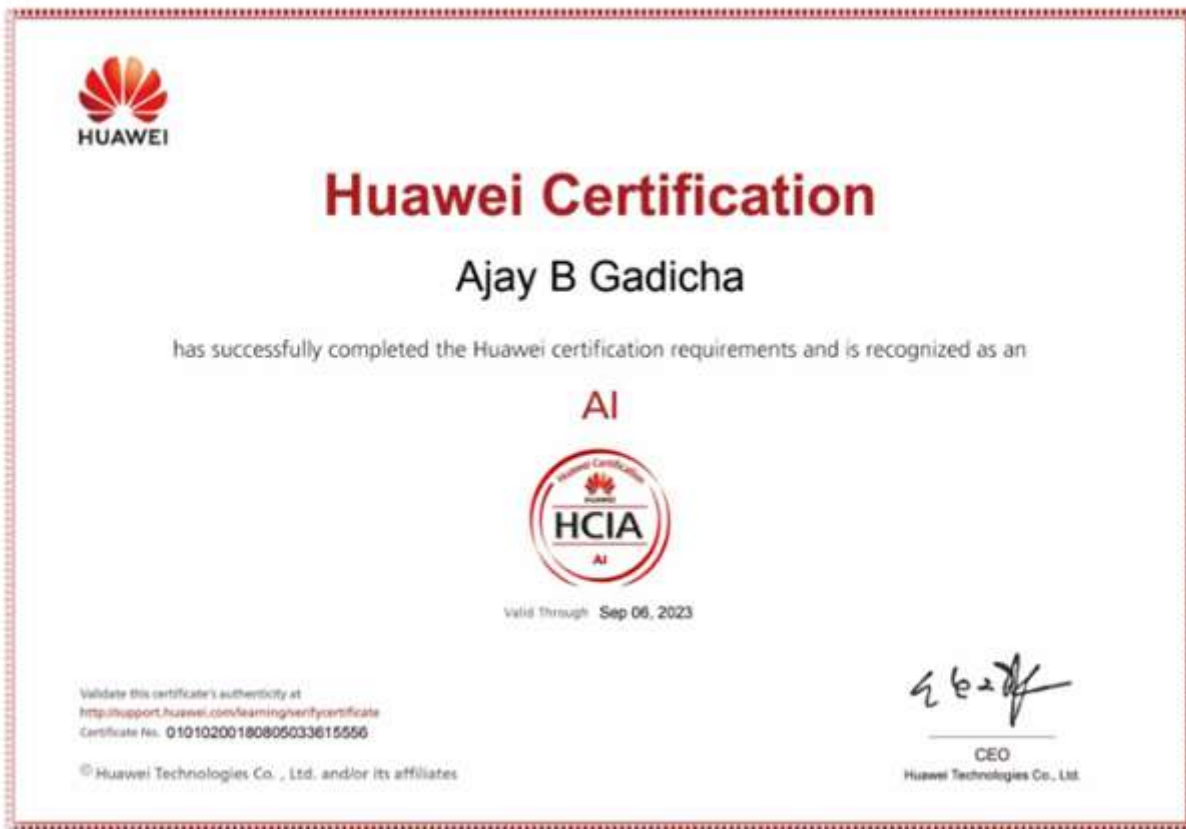 HUAWEI
Huawei Certification
Ajay B Gadicha
has successfully completed the Huawei certification requirements and is recognized as an
AI
Huawei Certification
HUAWEI
HCIA
AI
Valid Through Sep 06, 2023
Validate this certificate's authenticity at
http://support.huawei.com/learning/verifycertificate
Certificate No. 01010200180805033615556
© Huawei Technologies Co. , Ltd. and/or its affiliates
CEO
Huawei Technologies Co., Ltd.